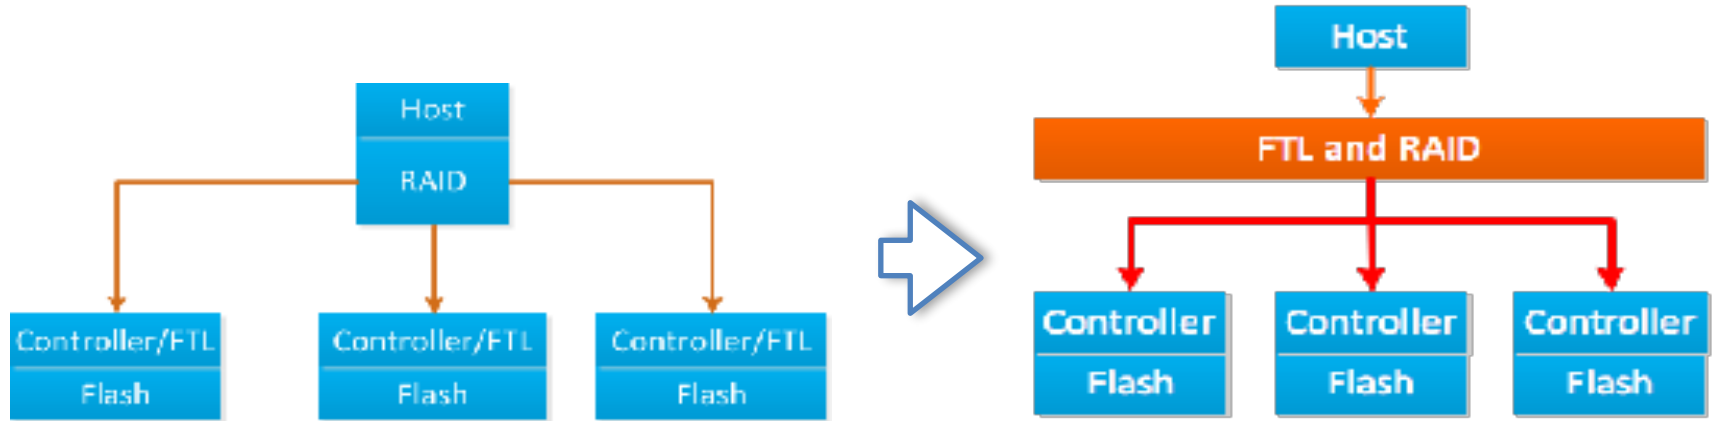 Host
RAID
Controller/FTL
Flash
Controller/FTL
Flash
Controller/FTL
Flash
Host
FTL and RAID
Controller
Flash
Controller
Flash
Controller
Flash